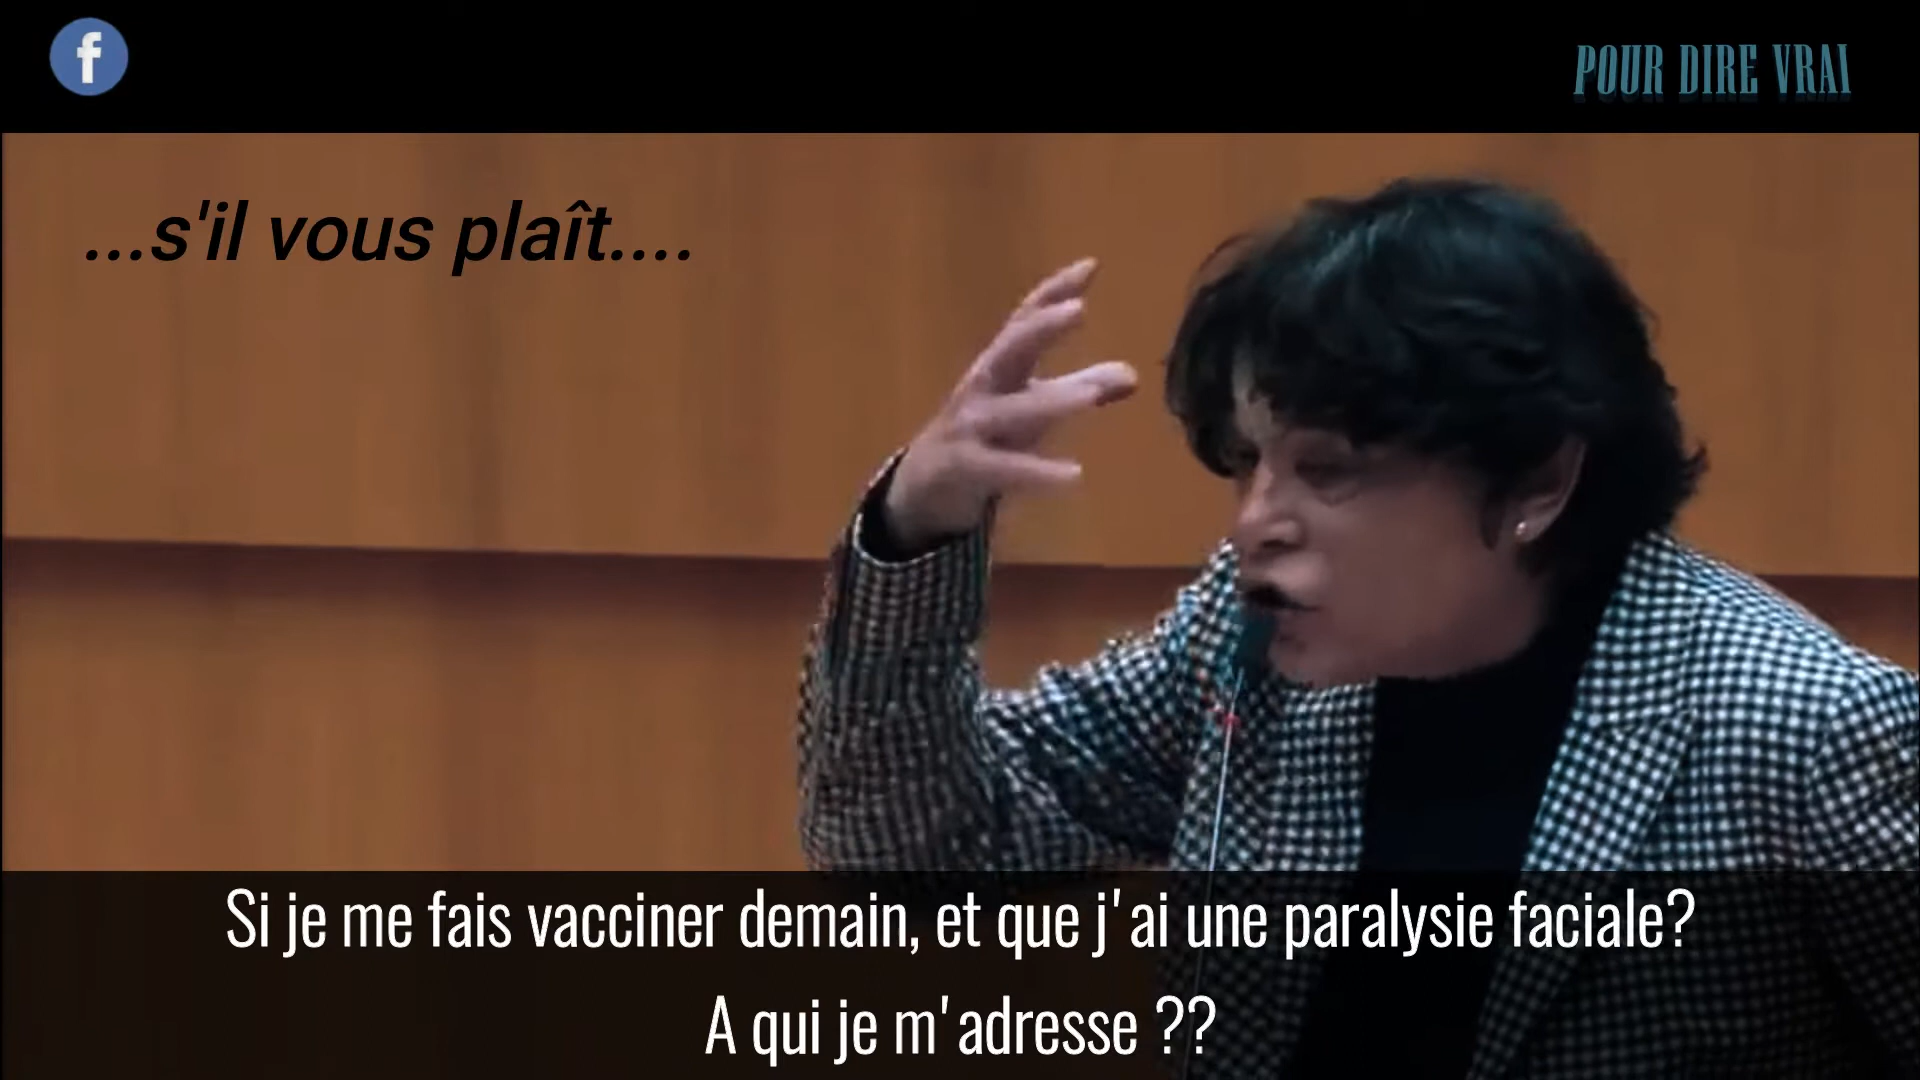 f
POUR DIRE VRAI
...s'il vous plaît....
Si je me fais vacciner demain, et que j'ai une paralysie faciale?
A qui je m'adresse ??